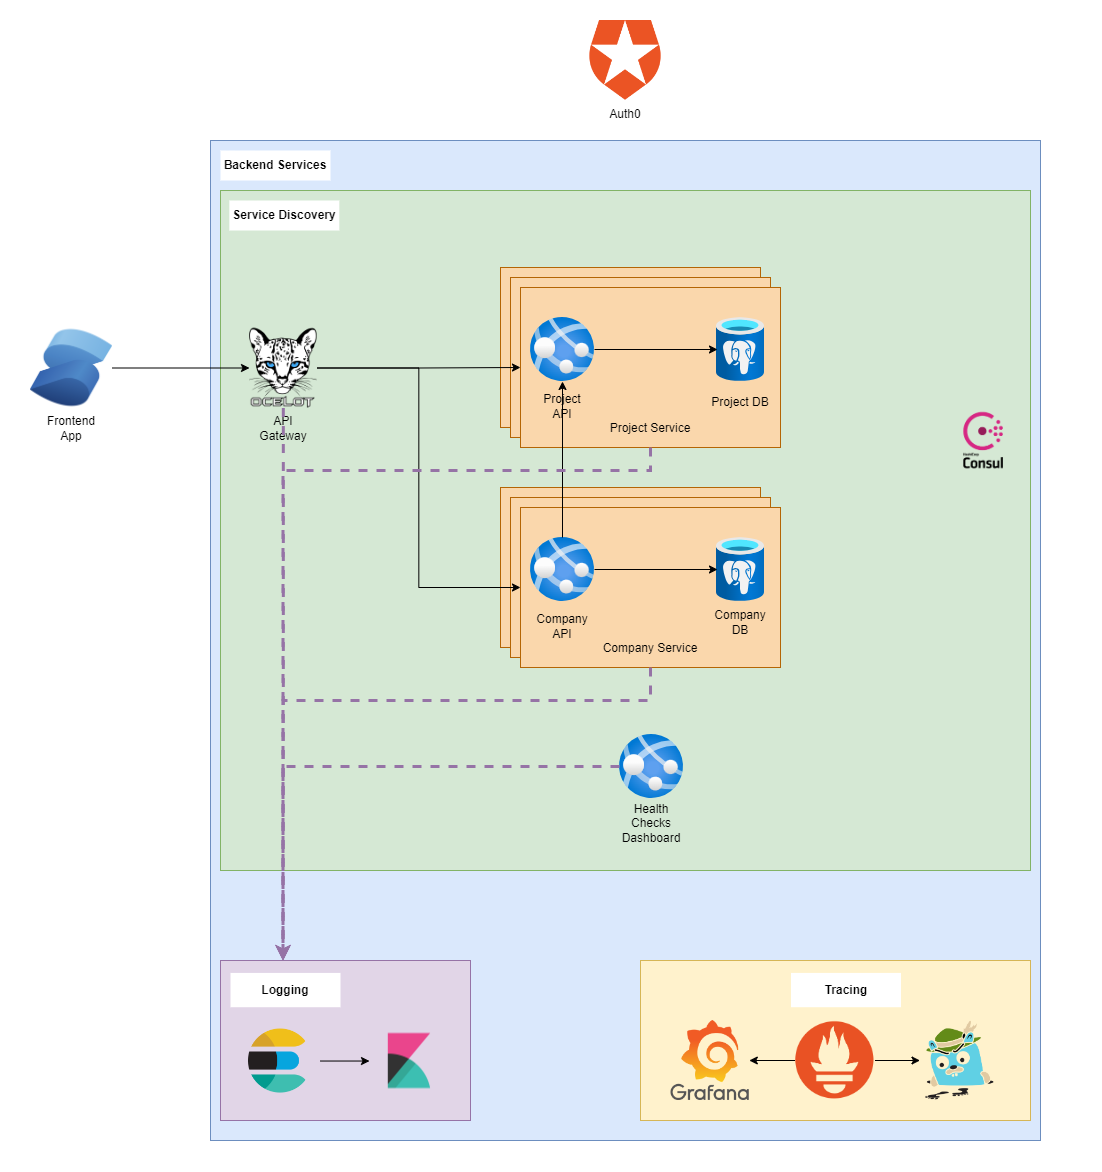 Auth0
Backend Services
Service Discovery
OCELOT
API
Gateway
Frontend
App
Project
API
Project DB
Project Service
Consul
Company
API
Company
DB
Company Service
Health
Checks
Dashboard
Logging
Tracing
Grafana